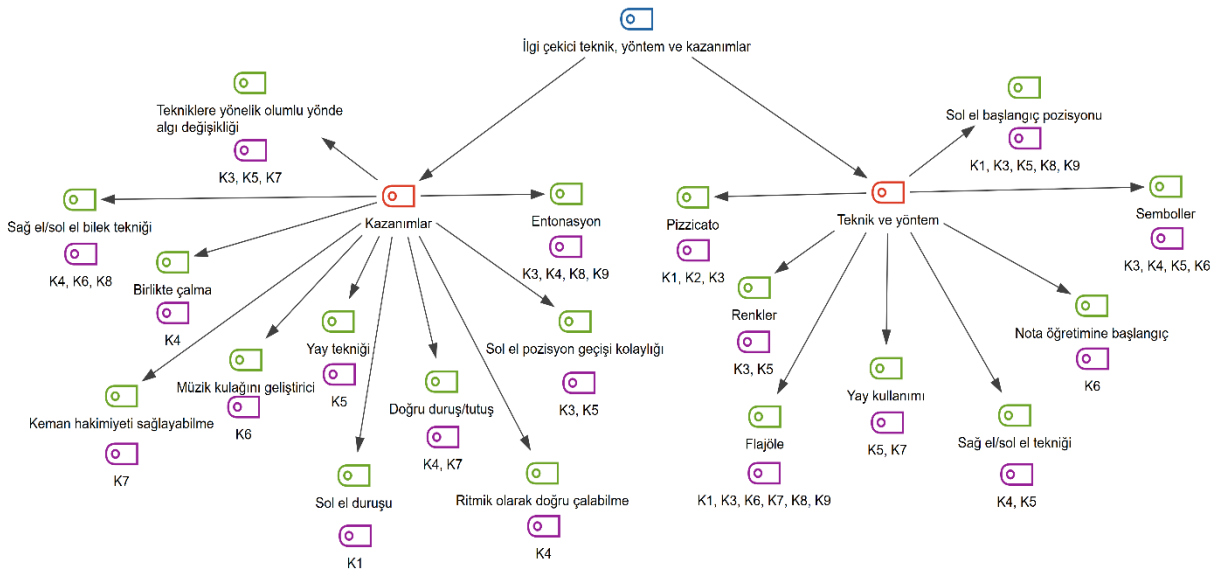 İlgi çekici teknik, yöntem ve kazanımlar
Tekniklere yönelik olumlu yönde
algı değişikliği
K3, K5, K7
Sol el başlangıç pozisyonu
K1, K3, K5, K8, K9
Sağ el/sol el bilek tekniği
K4, K6, K8
Kazanımlar
Entonasyon
K3, K4, K8, K9
Pizzicato
K1, K2, K3
Teknik ve yöntem
Semboller
K3, K4, K5, K6
Birlikte çalma
K4
Renkler
K3, K5
Nota öğretimine başlangıç
K6
Yay tekniği
K5
Sol el pozisyon geçişi kolaylığı
K3, K5
Müzik kulağını geliştirici
K6
Doğru duruş/tutuş
K4, K7
Yay kullanımı
K5, K7
Keman hakimiyeti sağlayabilme
K7
Flajöle
K1, K3, K6, K7, K8, K9
Sağ el/sol el tekniği
K4, K5
Sol el duruşu
K1
Ritmik olarak doğru çalabilme
K4